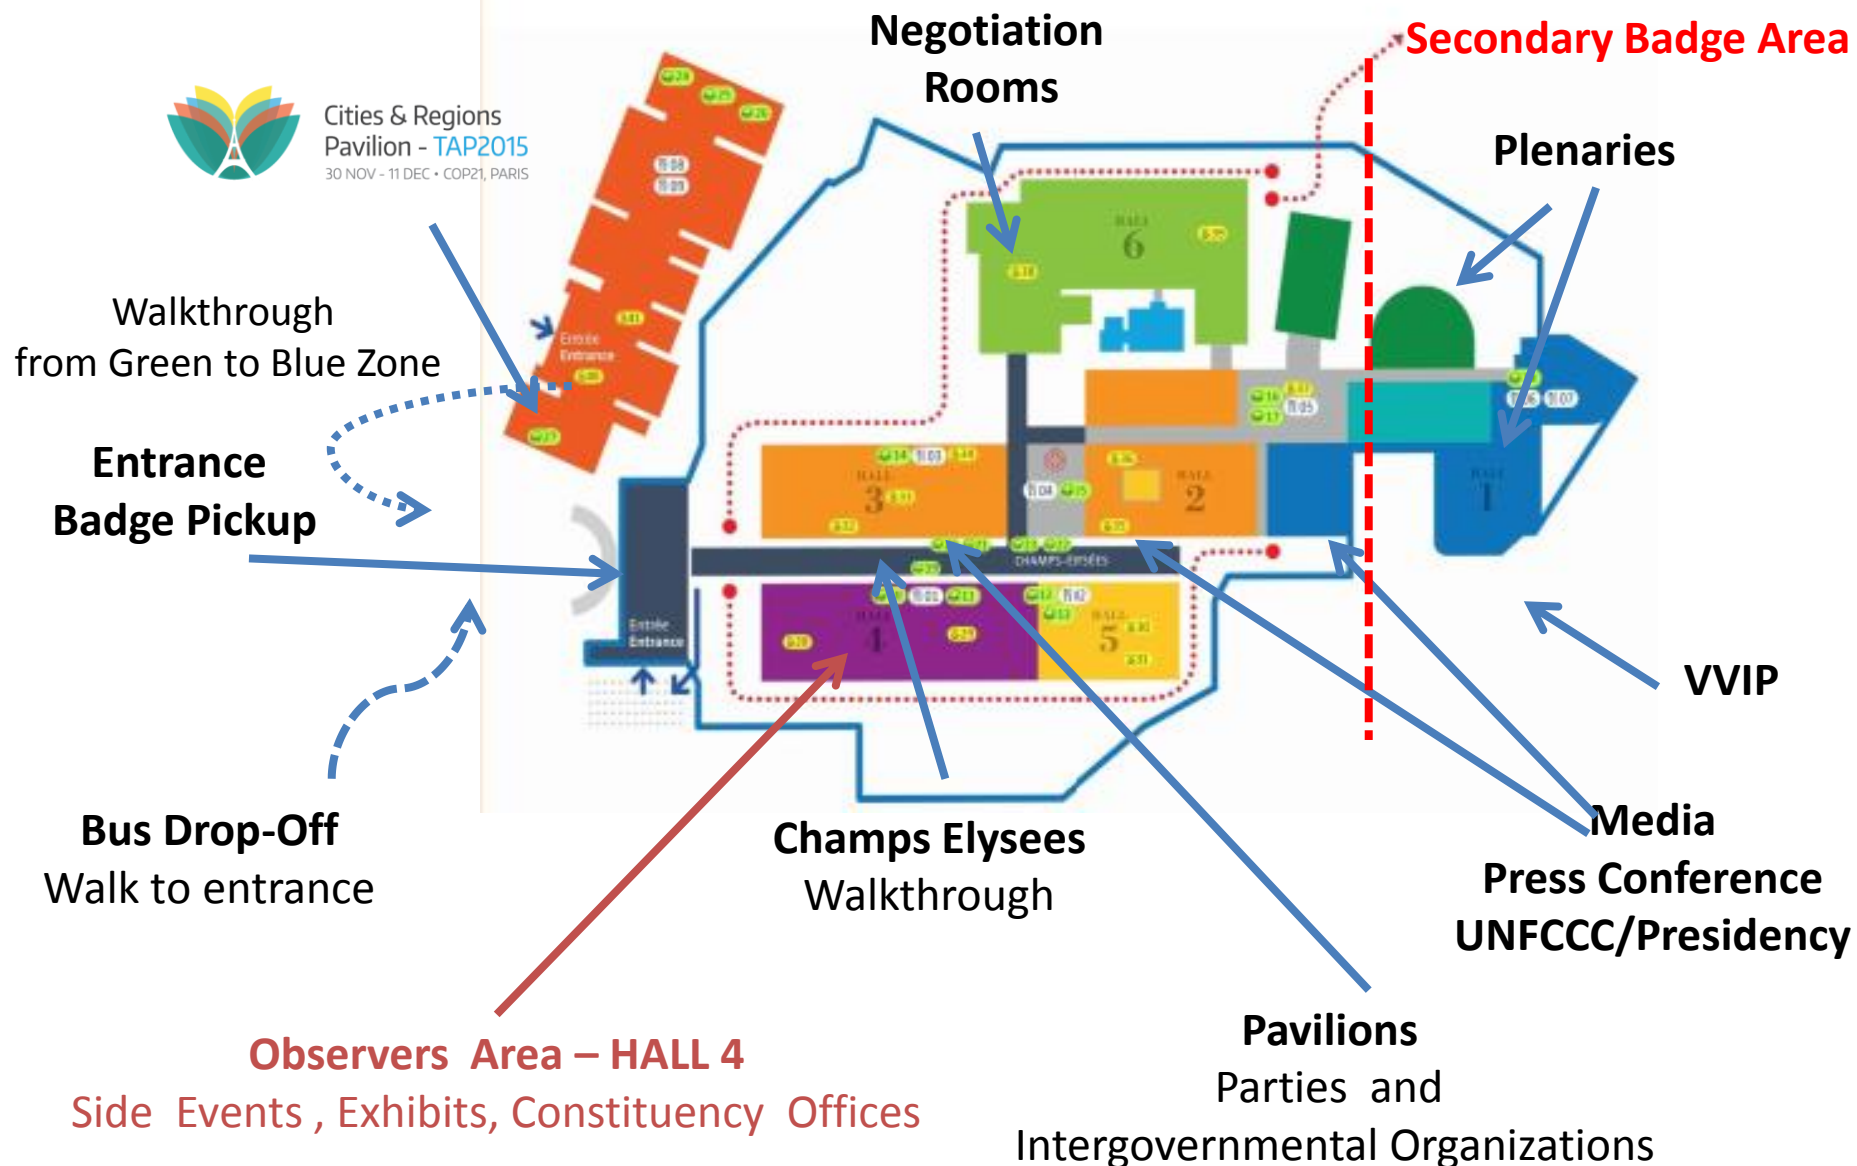 Negotiation
Rooms
Secondary Badge Area
Cities & Regions
Pavilion - TAP2015
30 NOV - 11 DEC • COP21, PARIS
Plenaries
Walkthrough
from Green to Blue Zone
Entrée
Entrance
HALL
6
Entrance
Badge Pickup
HALL
3
HALL
2
HALL
1
CHAMPS-ELYSÉES
Entrée
Entrance
HALL
4
HALL
5
VVIP
Bus Drop-Off
Walk to entrance
Champs Elysees
Walkthrough
Media
Press Conference
UNFCCC/Presidency
Observers Area – HALL 4
Side Events , Exhibits, Constituency Offices
Pavilions
Parties and
Intergovernmental Organizations